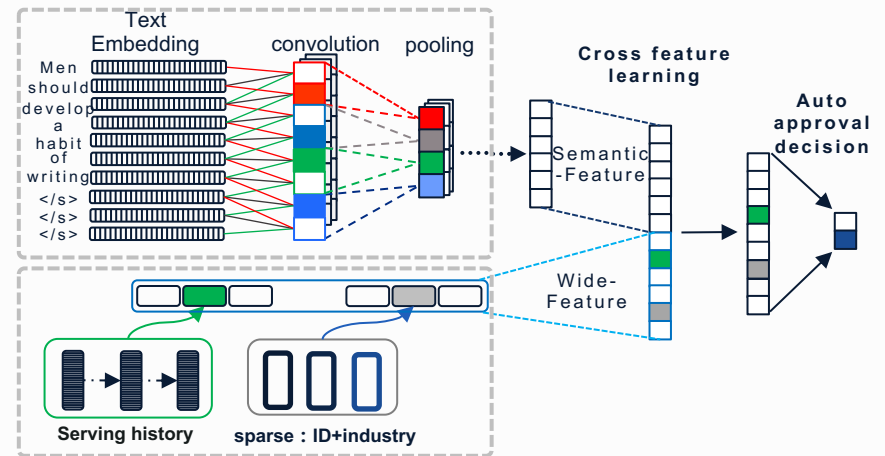 Text
Embedding
convolution
pooling
Men
should
develop
a
habit
of
writing
</s>
</s>
</s>
Cross feature
learning
Semantic
-Feature
Wide-
Feature
Auto
approval
decision
Serving history
sparse : ID+industry